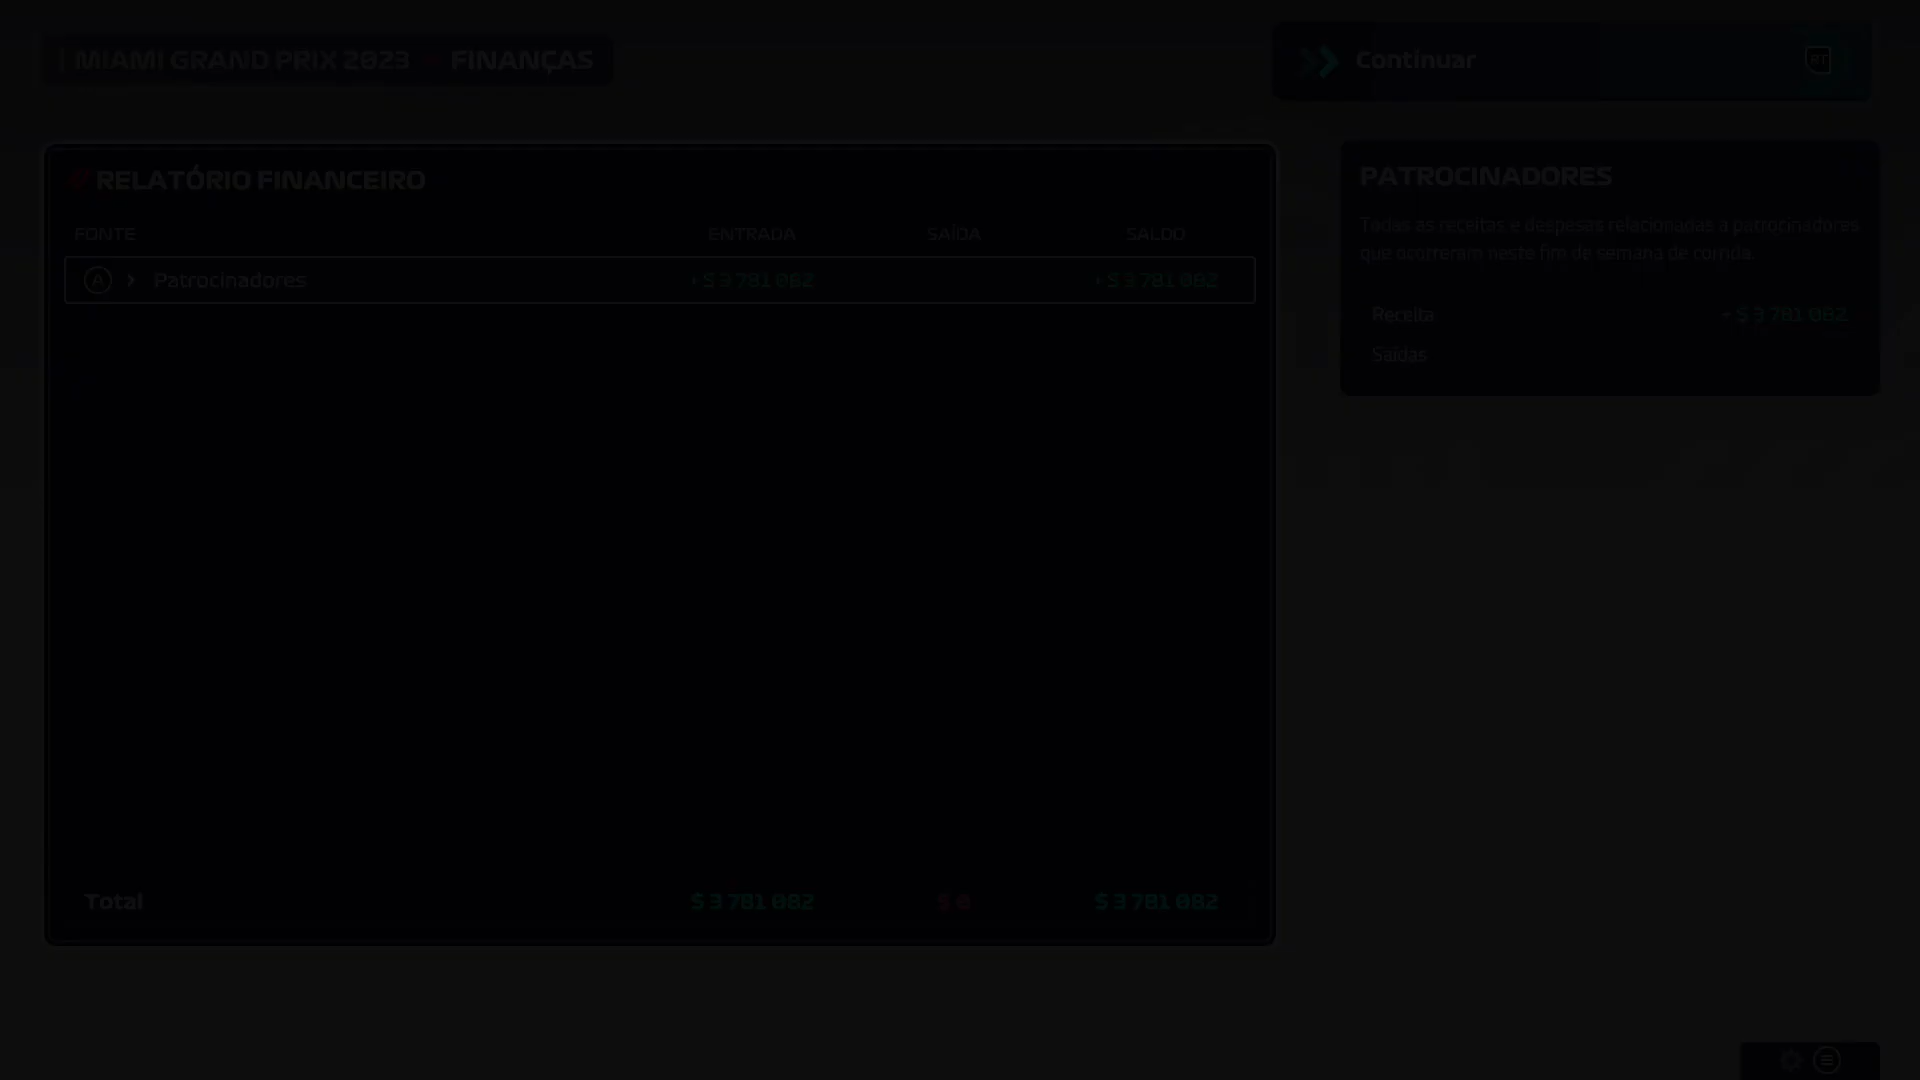 MIAMI GRAND PRIX 2023 FINANÇAS
Continuar
RT
RELATÓRIO FINANCEIRO
FONTE ENTRADA SAÍDA SALDO
A Patrocinadores + $ 3 781 082 + $ 3 781 082
Total $ 3 781 082 $ 0 $ 3 781 082
PATROCINADORES
Todas as receitas e despesas relacionadas a patrocinadores
que ocorreram neste fim de semana de corrida.
Receita + $ 3 781 082
Saídas